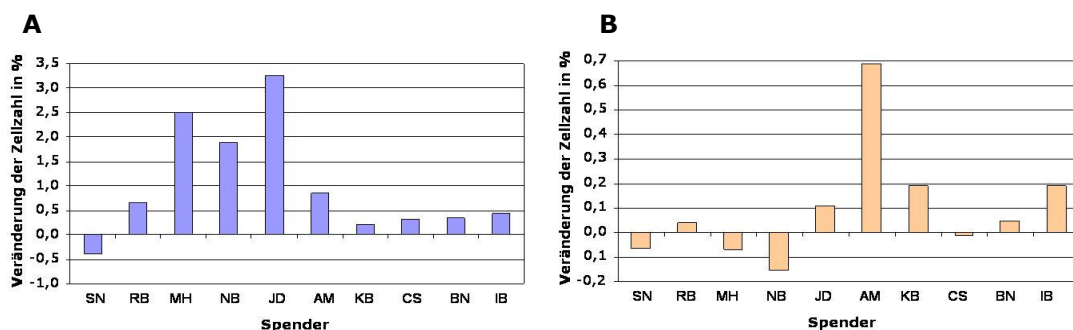 A
Veränderung der Zellzahl in %
3,5
3,0
2,5
2,0
1,5
1,0
0,5
0,0
-0,5
-1,0
SN RB MH NB JD AM KB CS BN IB
Spender
B
Veränderung der Zellzahl in %
0,7
0,6
0,5
0,4
0,3
0,2
0,1
0,0
0,1
-0,2
SN RB MH NB JD AM KB CS BN IB
Spender